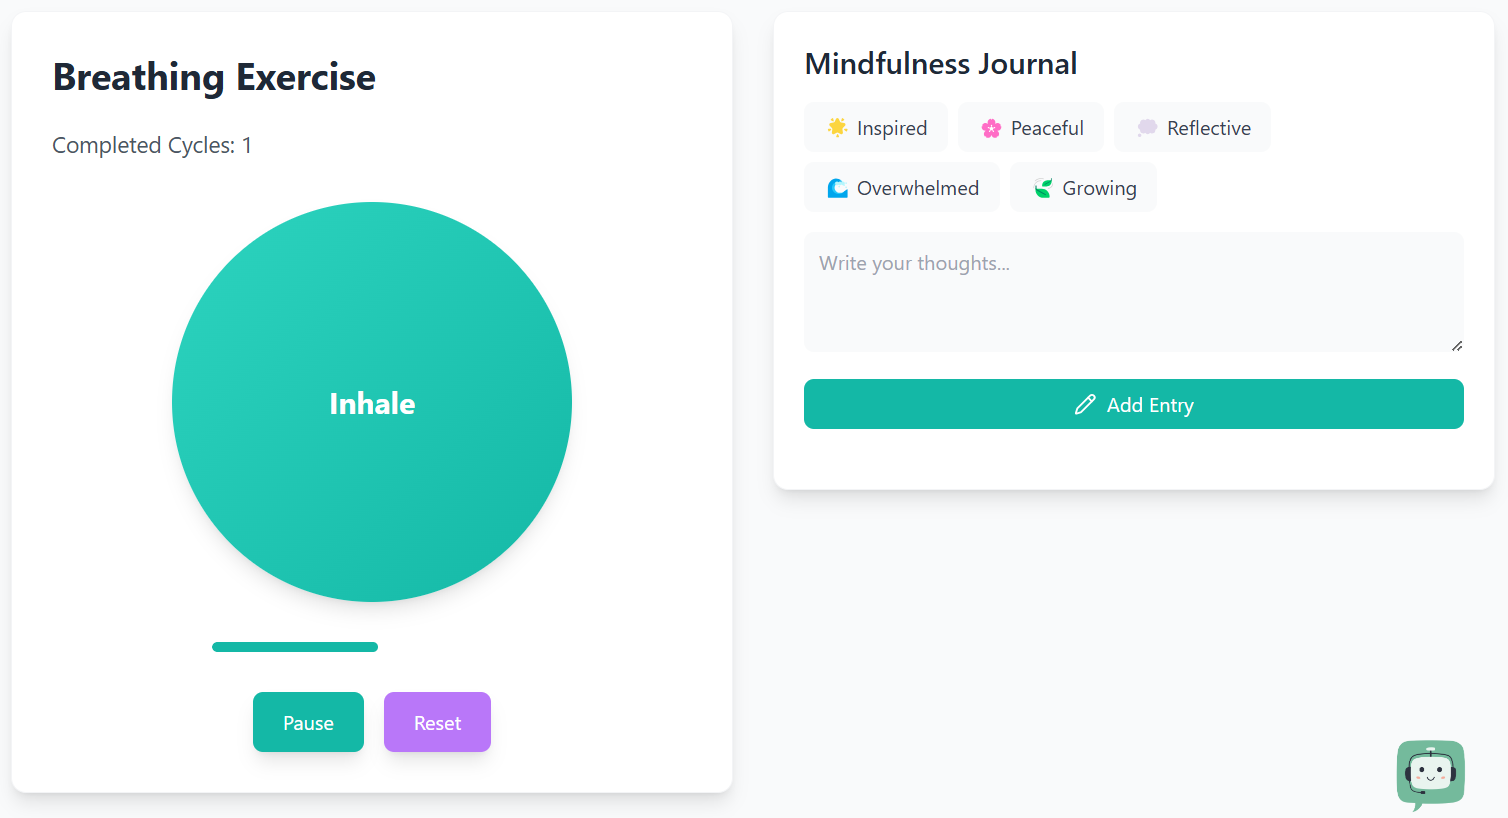 Breathing Exercise
Completed Cycles: 1
Inhale
Pause
Reset
Mindfulness Journal
🌟 Inspired
🌸 Peaceful
💭 Reflective
🌊 Overwhelmed
🌱 Growing
Write your thoughts...
Add Entry